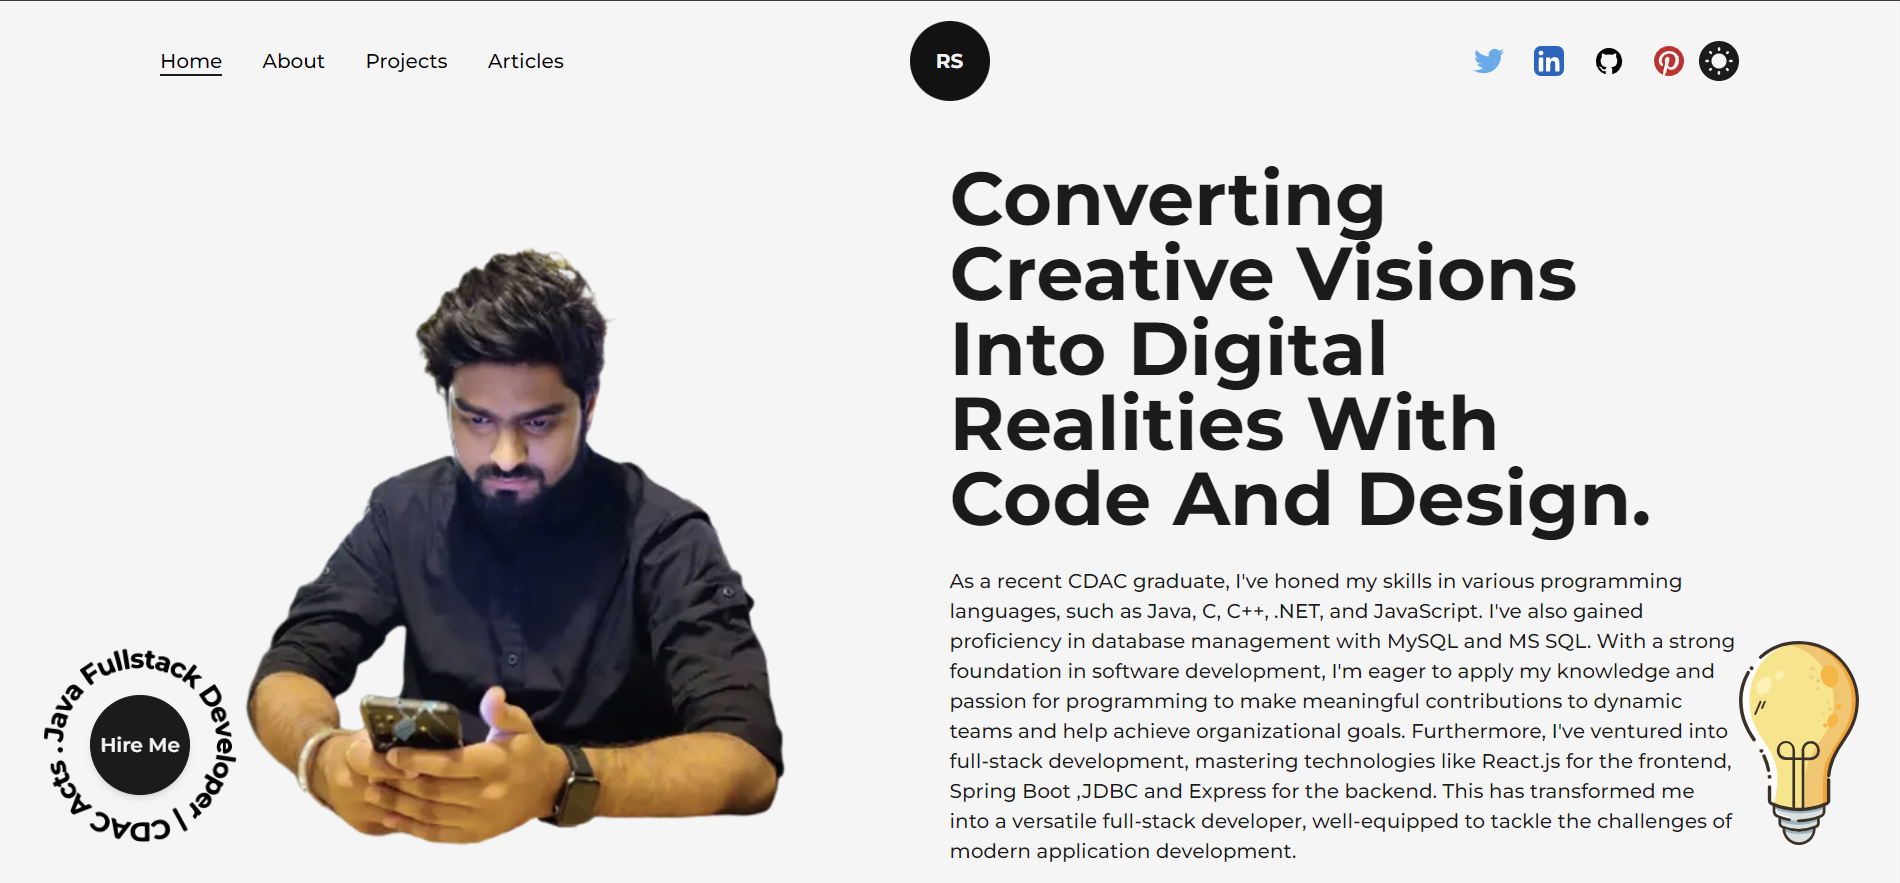 Home About Projects Articles
RS
Converting
Creative Visions
Into Digital
Realities With
Code And Design.
As a recent CDAC graduate, I've honed my skills in various programming
languages, such as Java, C, C++, .NET, and JavaScript. I've also gained
proficiency in database management with MySQL and MS SQL. With a strong
foundation in software development, I'm eager to apply my knowledge and
passion for programming to make meaningful contributions to dynamic
teams and help achieve organizational goals. Furthermore, I've ventured into
full-stack development, mastering technologies like React.js for the frontend,
Spring Boot ,JDBC and Express for the backend. This has transformed me
into a versatile full-stack developer, well-equipped to tackle the challenges of
modern application development.
Java Fullstack Developer | CDAC Acts .
Hire Me